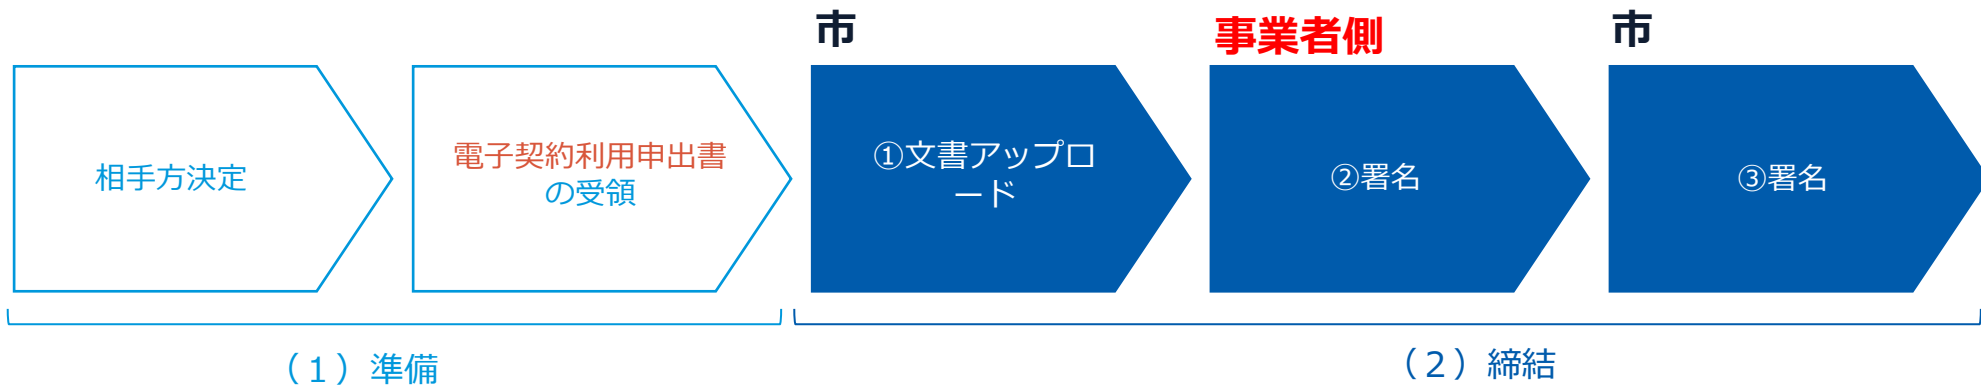 市
事業者側
市
相手方決定
電子契約利用申出書
の受領
①文書アップロ
ード
②署名
③署名
（１）準備
（２）締結